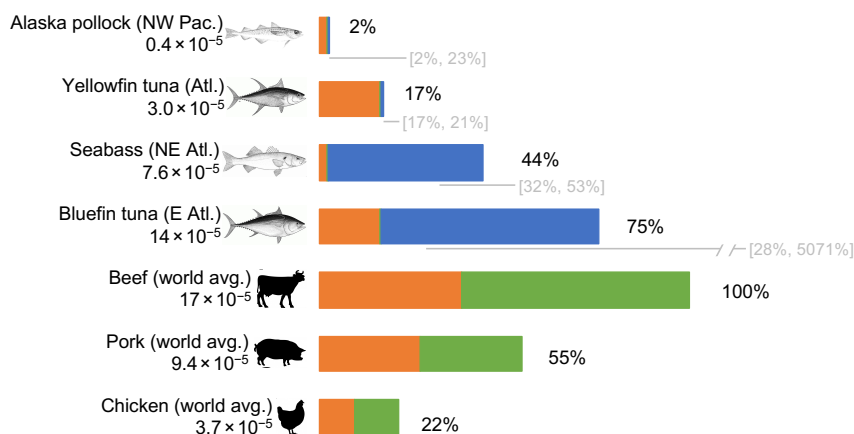 Alaska pollock (NW Pac.)
0.4 × 10⁻⁵
2%
[2%, 23%]
Yellowfin tuna (Atl.)
3.0 × 10⁻⁵
17%
[17%, 21%]
Seabass (NE Atl.)
7.6 × 10⁻⁵
44%
[32%, 53%]
Bluefin tuna (E Atl.)
14 × 10⁻⁵
75%
[28%, 5071%]
Beef (world avg.)
17 × 10⁻⁵
100%
Pork (world avg.)
9.4 × 10⁻⁵
55%
Chicken (world avg.)
3.7 × 10⁻⁵
22%